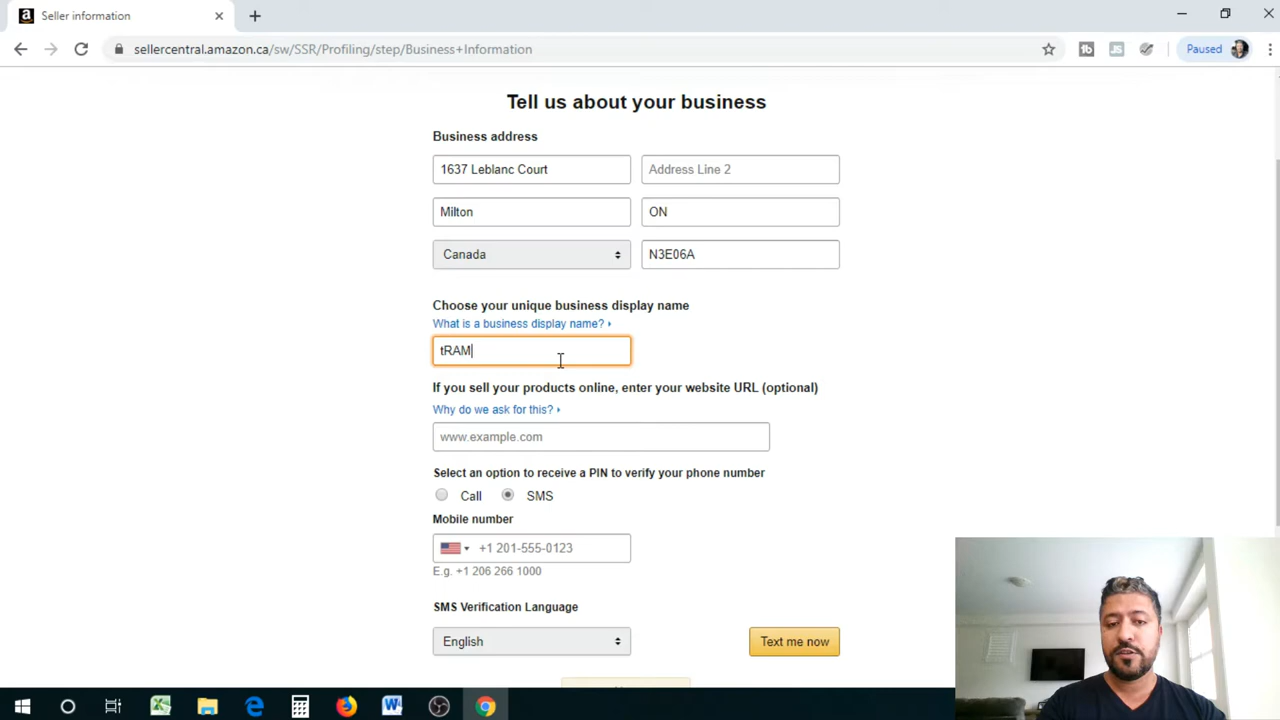 Seller information
sellercentral.amazon.ca/sw/SSR/Profiling/step/Business+Information
Paused
Tell us about your business
Business address
1637 Leblanc Court
Address Line 2
Milton
ON
Canada
N3E06A
Choose your unique business display name
What is a business display name?
tRAM
If you sell your products online, enter your website URL (optional)
Why do we ask for this?
www.example.com
Select an option to receive a PIN to verify your phone number
Call SMS
Mobile number
+1 201-555-0123
E.g. +1 206 266 1000
SMS Verification Language
English
Text me now